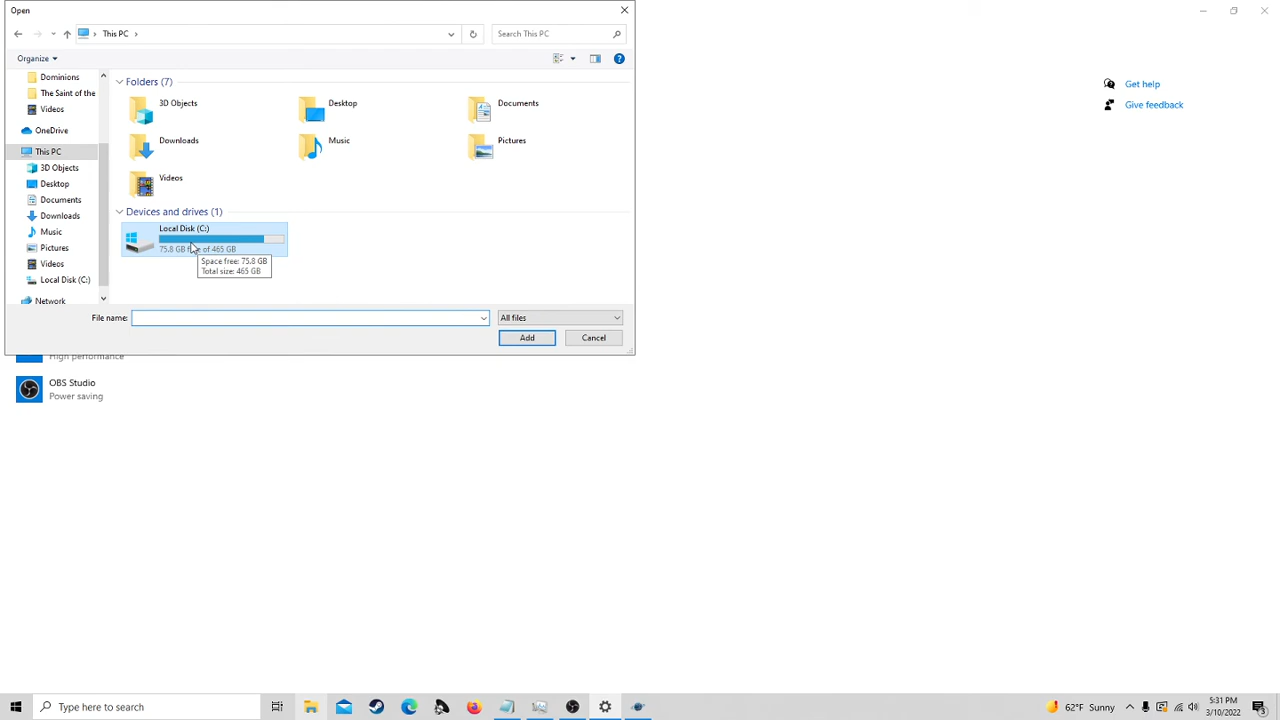 Open
This PC
Search This PC
Organize
Dominions
The Saint of the
Videos
OneDrive
This PC
3D Objects
Desktop
Documents
Downloads
Music
Pictures
Videos
Local Disk (C:)
Network
Folders (7)
3D Objects
Desktop
Documents
Downloads
Music
Pictures
Videos
Devices and drives (1)
Local Disk (C:)
75.8 GB free of 465 GB
Space free: 75.8 GB
Total size: 465 GB
File name:
All files
Add
Cancel
Get help
Give feedback
High performance
OBS Studio
Power saving
Type here to search
62°F Sunny
5:31 PM
3/10/2022
3